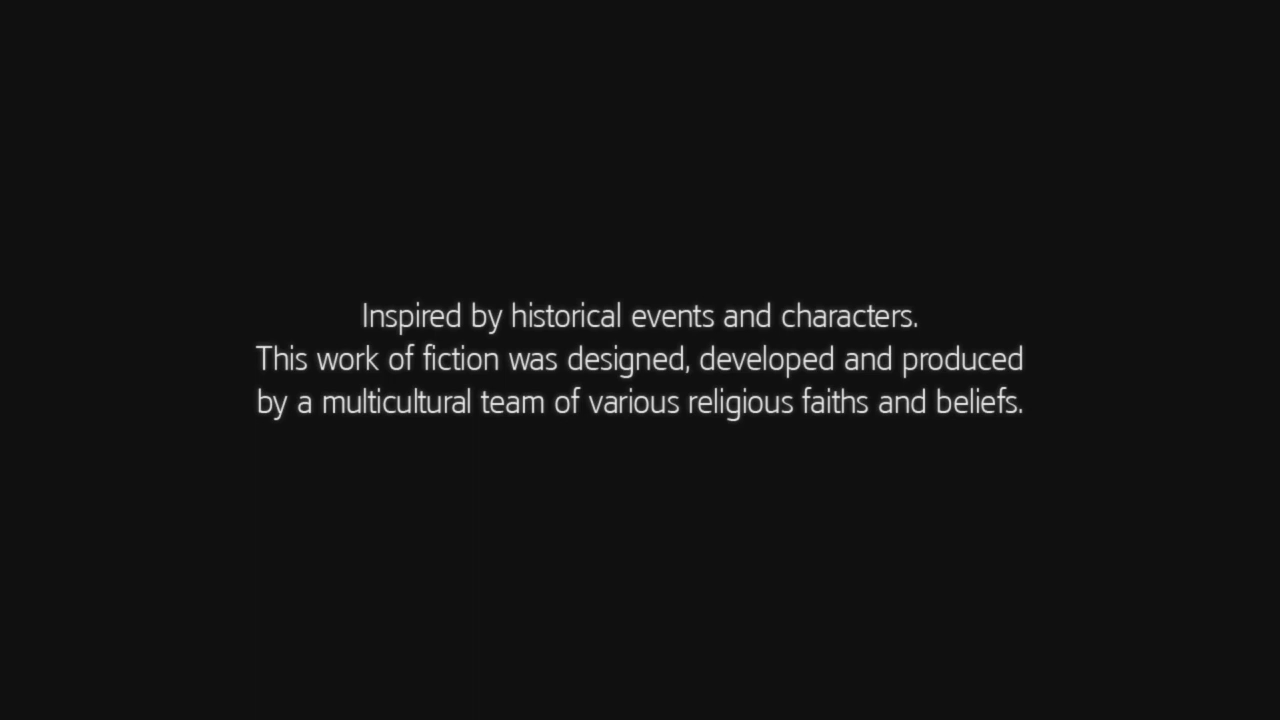 Inspired by historical events and characters.
This work of fiction was designed, developed and produced
by a multicultural team of various religious faiths and beliefs.